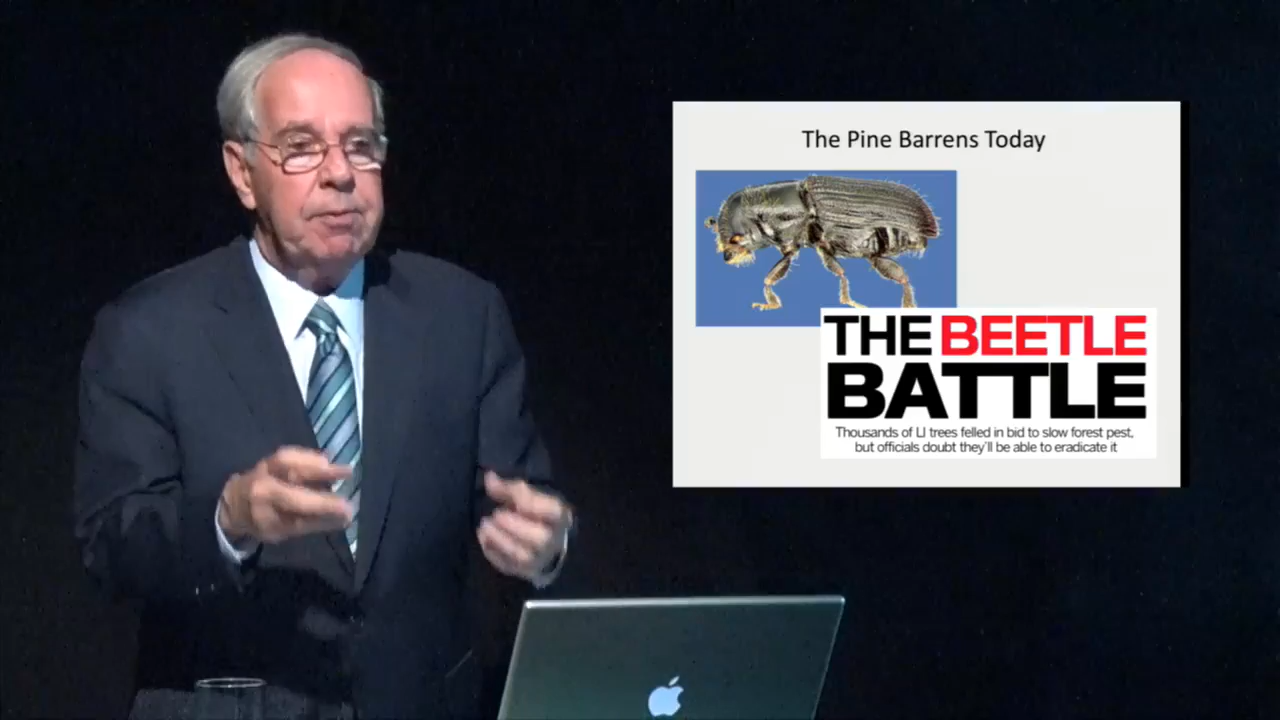 The Pine Barrens Today
THE BEETLE
BATTLE
Thousands of LI trees felled in bid to slow forest pest,
but officials doubt they'll be able to eradicate it